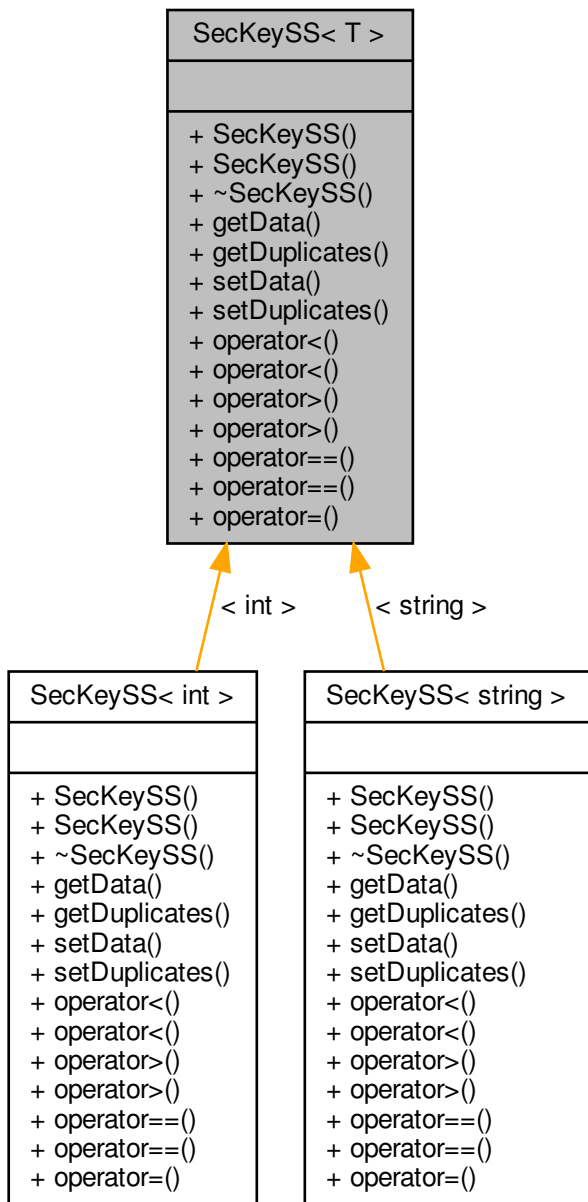 SecKeySS< T >
+ SecKeySS()
+ SecKeySS()
+ ~SecKeySS()
+ getData()
+ getDuplicates()
+ setData()
+ setDuplicates()
+ operator<()
+ operator<()
+ operator>()
+ operator>()
+ operator==()
+ operator==()
+ operator=()
< int >
< string >
SecKeySS< int >
+ SecKeySS()
+ SecKeySS()
+ ~SecKeySS()
+ getData()
+ getDuplicates()
+ setData()
+ setDuplicates()
+ operator<()
+ operator<()
+ operator>()
+ operator>()
+ operator==()
+ operator==()
+ operator=()
SecKeySS< string >
+ SecKeySS()
+ SecKeySS()
+ ~SecKeySS()
+ getData()
+ getDuplicates()
+ setData()
+ setDuplicates()
+ operator<()
+ operator<()
+ operator>()
+ operator>()
+ operator==()
+ operator==()
+ operator=()